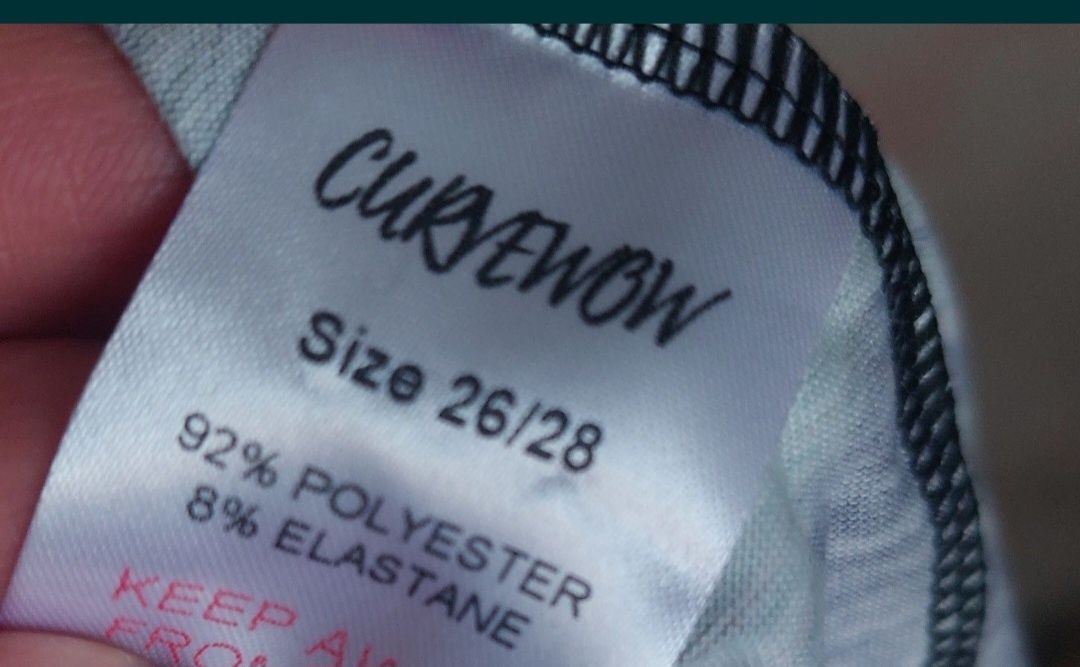 CURVEWOW
Size 26/28
92% POLYESTER
8% ELASTANE
KEEP